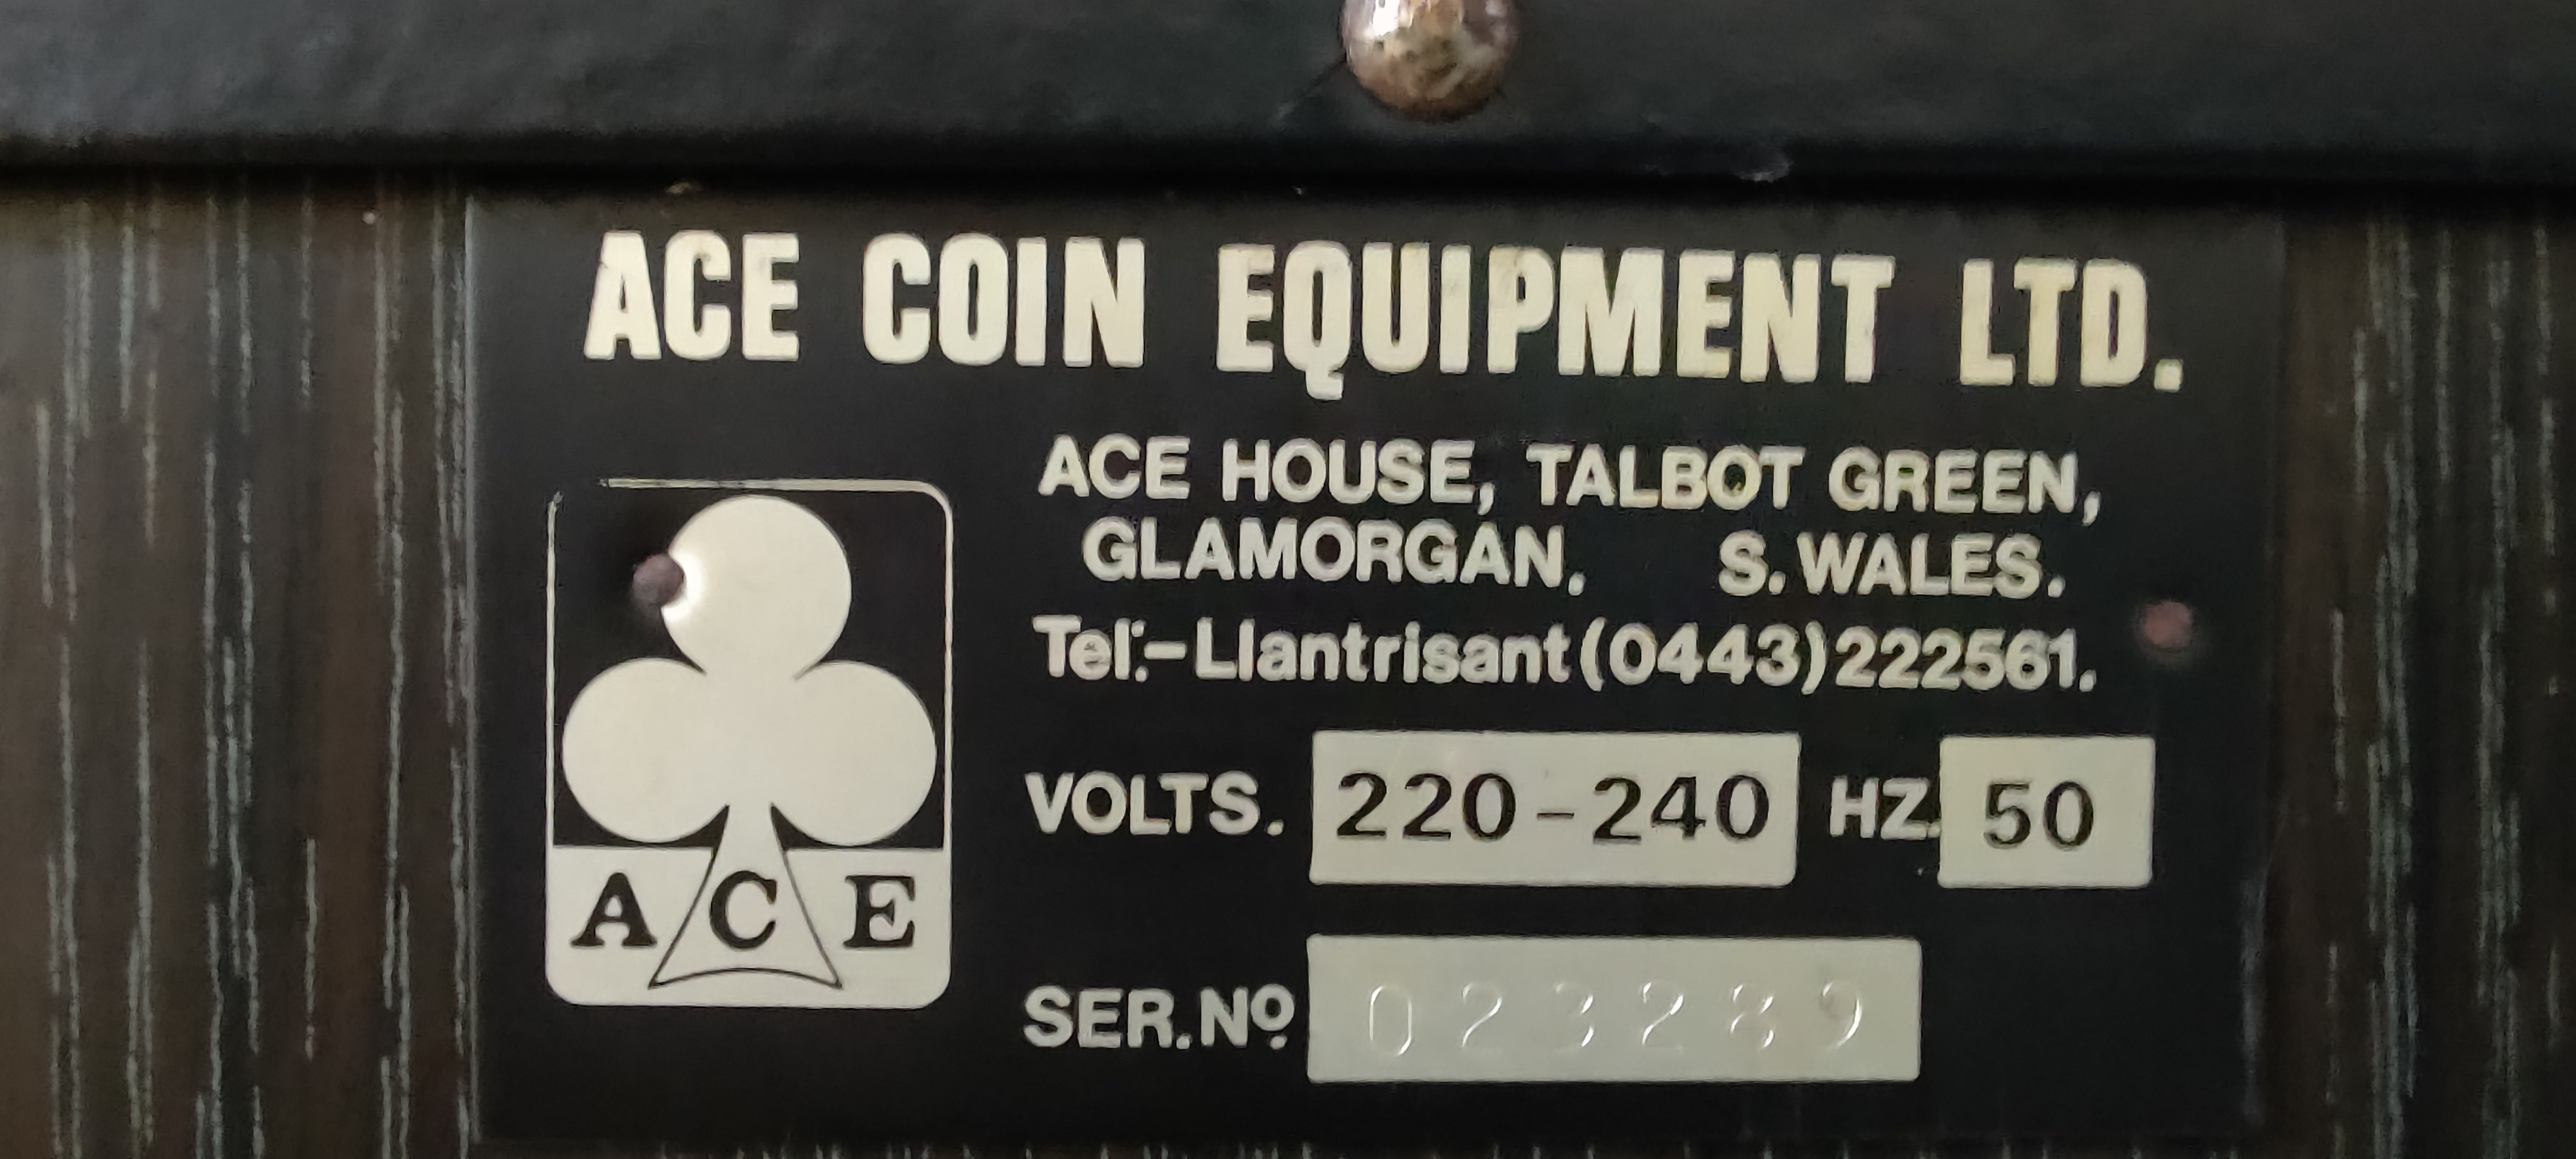 ACE COIN EQUIPMENT LTD.
ACE HOUSE, TALBOT GREEN,
GLAMORGAN, S. WALES.
Tel:-Llantrisant (0443) 222561.
VOLTS. 220-240 HZ. 50
ACE
SER. Nº 023289